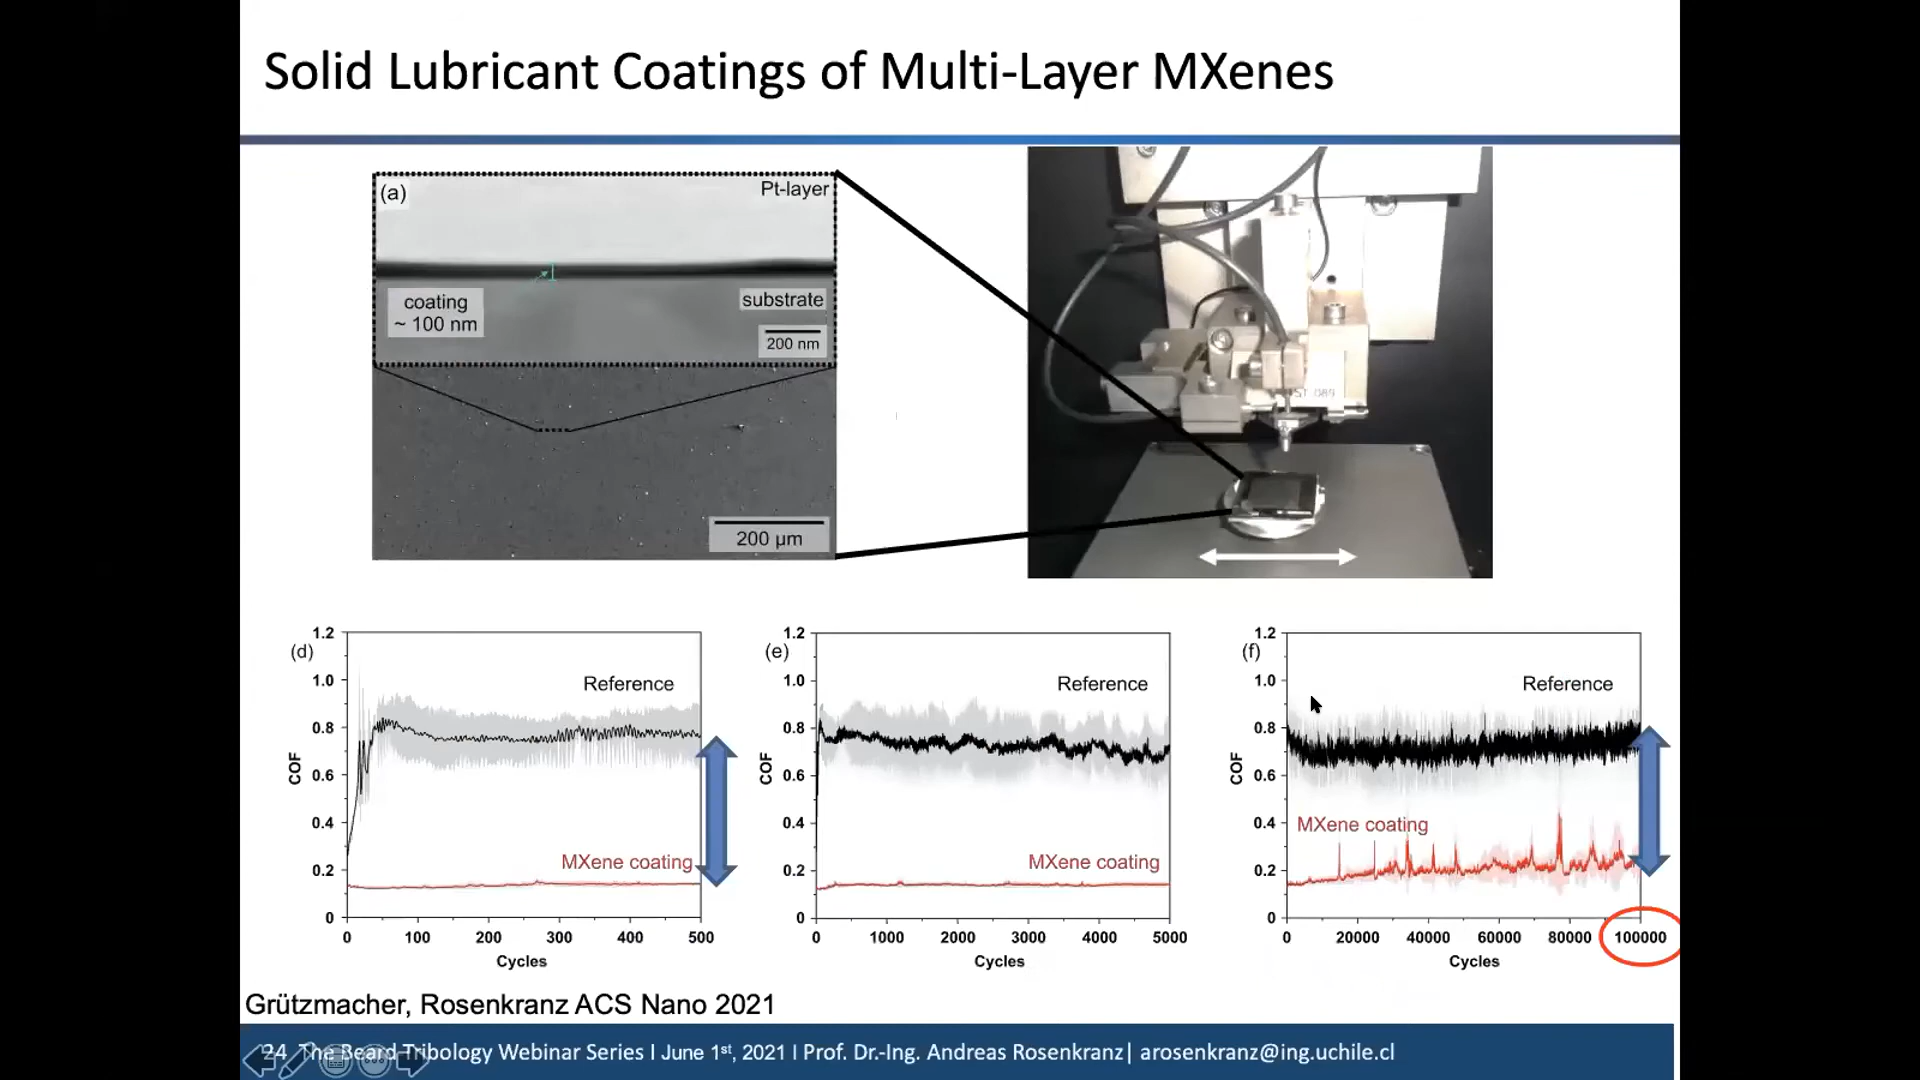 Solid Lubricant Coatings of Multi-Layer MXenes
(a)
Pt-layer
coating
~ 100 nm
substrate
200 nm
200 µm
ST 089
(d)
1.2
1.0
0.8
0.6
0.4
0.2
0
COF
Reference
MXene coating
0 100 200 300 400 500
Cycles
(e)
1.2
1.0
0.8
0.6
0.4
0.2
0
COF
Reference
MXene coating
0 1000 2000 3000 4000 5000
Cycles
(f)
1.2
1.0
0.8
0.6
0.4
0.2
0
COF
Reference
MXene coating
0 20000 40000 60000 80000 100000
Cycles
Grützmacher, Rosenkranz ACS Nano 2021
24 The Beard Tribology Webinar Series I June 1st, 2021 I Prof. Dr.-Ing. Andreas Rosenkranz| arosenkranz@ing.uchile.cl